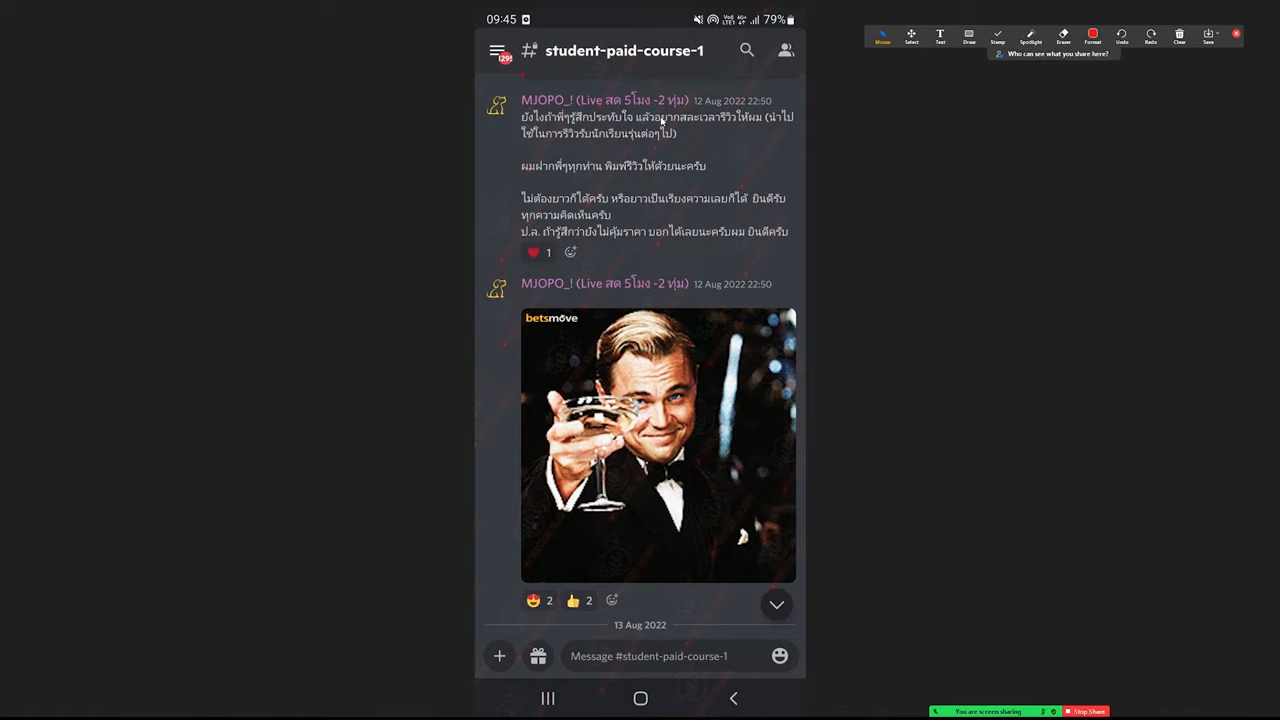 09:45
79%
Mouse
Select
Text
Draw
Stamp
Spotlight
Eraser
Format
Undo
Redo
Clear
Save
Who can see what you share here?
student-paid-course-1
MJOPO_! (Live สด 5โมง -2 ทุ่ม) 12 Aug 2022 22:50
ยังไงถ้าพี่ๆรู้สึกประทับใจ แล้วอยากสละเวลารีวิวให้ผม (นำไป
ใช้ในการรีวิวรับนักเรียนรุ่นต่อๆไป)
ผมฝากพี่ๆทุกท่าน พิมพ์รีวิวให้ด้วยนะครับ
ไม่ต้องยาวก็ได้ครับ หรือยาวเป็นเรียงความเลยก็ได้ ยินดีรับ
ทุกความคิดเห็นครับ
ป.ล. ถ้ารู้สึกว่ายังไม่คุ้มราคา บอกได้เลยนะครับผม ยินดีครับ
1
MJOPO_! (Live สด 5โมง -2 ทุ่ม) 12 Aug 2022 22:50
betsmove
2
2
13 Aug 2022
Message #student-paid-course-1
You are screen sharing
Stop Share